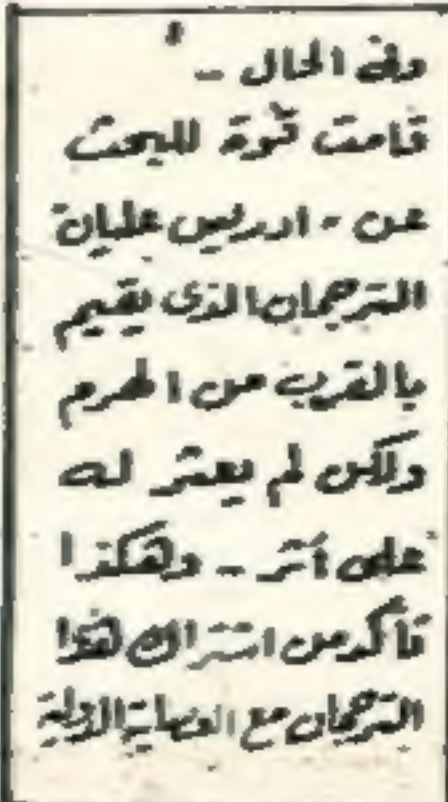 وفى الحال -
قامت قوة للبحث
عن - ادريس عليان
الترجمان الذى يقيم
بالقرب من الهرم
ولكن لم يعثر له
على أثر - وهكذا
تأكد من اشتراك هذا
الترجمان مع العصابة الدولية